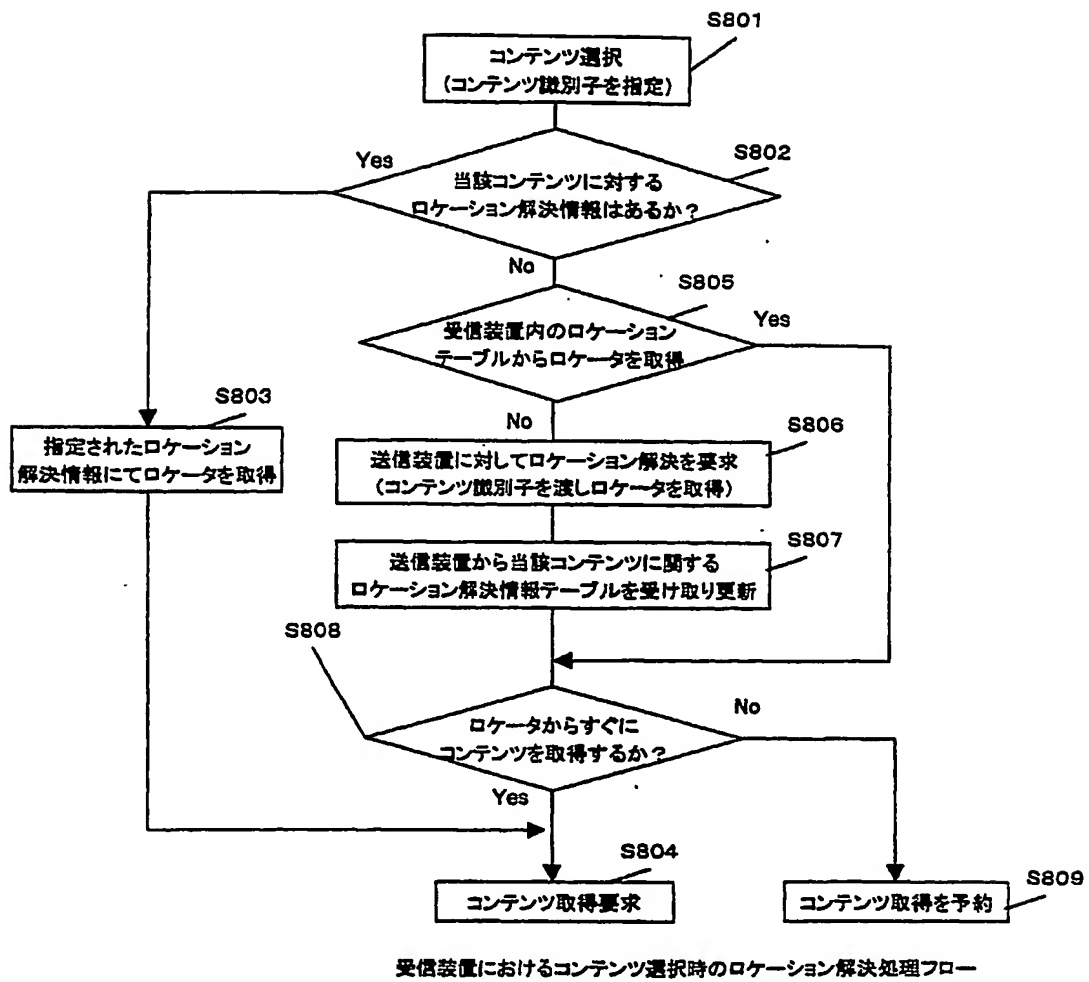 S801
コンテンツ選択
(コンテンツ識別子を指定)
Yes
S802
当該コンテンツに対する
ロケーション解決情報はあるか?
No
S805
受信装置内のロケーション
テーブルからロケータを取得
Yes
S803
指定されたロケーション
解決情報にてロケータを取得
No
S806
送信装置に対してロケーション解決を要求
(コンテンツ識別子を渡しロケータを取得)
S807
送信装置から当該コンテンツに関する
ロケーション解決情報テーブルを受け取り更新
S808
ロケータからすぐに
コンテンツを取得するか?
No
Yes
S804
コンテンツ取得要求
S809
コンテンツ取得を予約
受信装置におけるコンテンツ選択時のロケーション解決処理フロー